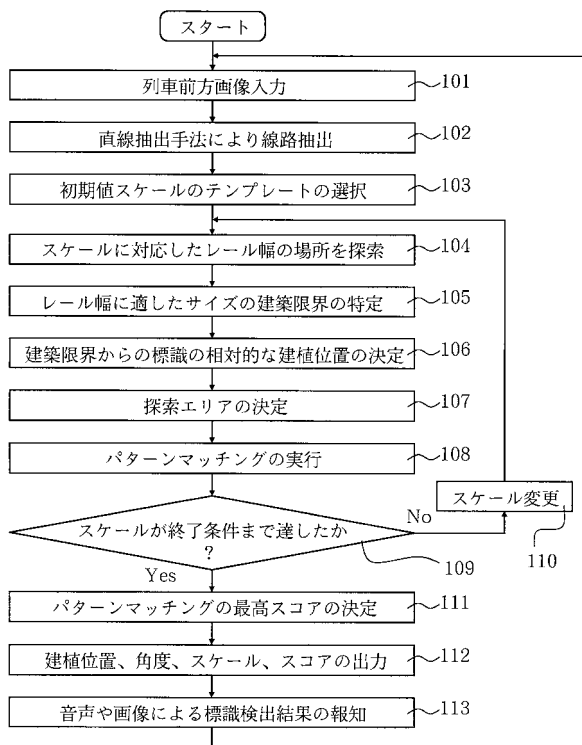 スタート
列車前方画像入力
101
直線抽出手法により線路抽出
102
初期値スケールのテンプレートの選択
103
スケールに対応したレール幅の場所を探索
104
レール幅に適したサイズの建築限界の特定
105
建築限界からの標識の相対的な建植位置の決定
106
探索エリアの決定
107
パターンマッチングの実行
108
スケール変更
110
スケールが終了条件まで達したか
?
No
109
Yes
パターンマッチングの最高スコアの決定
111
建植位置、角度、スケール、スコアの出力
112
音声や画像による標識検出結果の報知
113